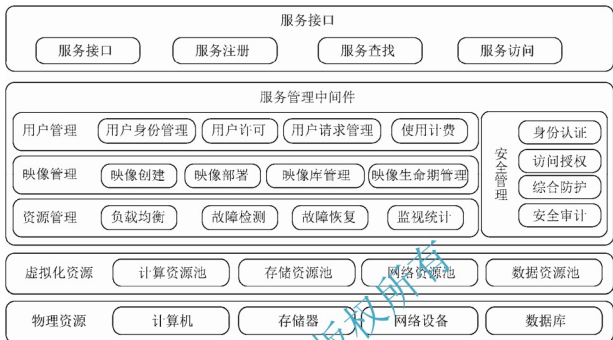 服务接口
服务接口 服务注册 服务查找 服务访问
服务管理中间件
用户管理 用户身份管理 用户许可 用户请求管理 使用计费
映像管理 映像创建 映像部署 映像库管理 映像生命期管理
资源管理 负载均衡 故障检测 故障恢复 监视统计
安全管理
身份认证
访问授权
综合防护
安全审计
虚拟化资源 计算资源池 存储资源池 网络资源池 数据资源池
物理资源 计算机 存储器 网络设备 数据库
版权所有